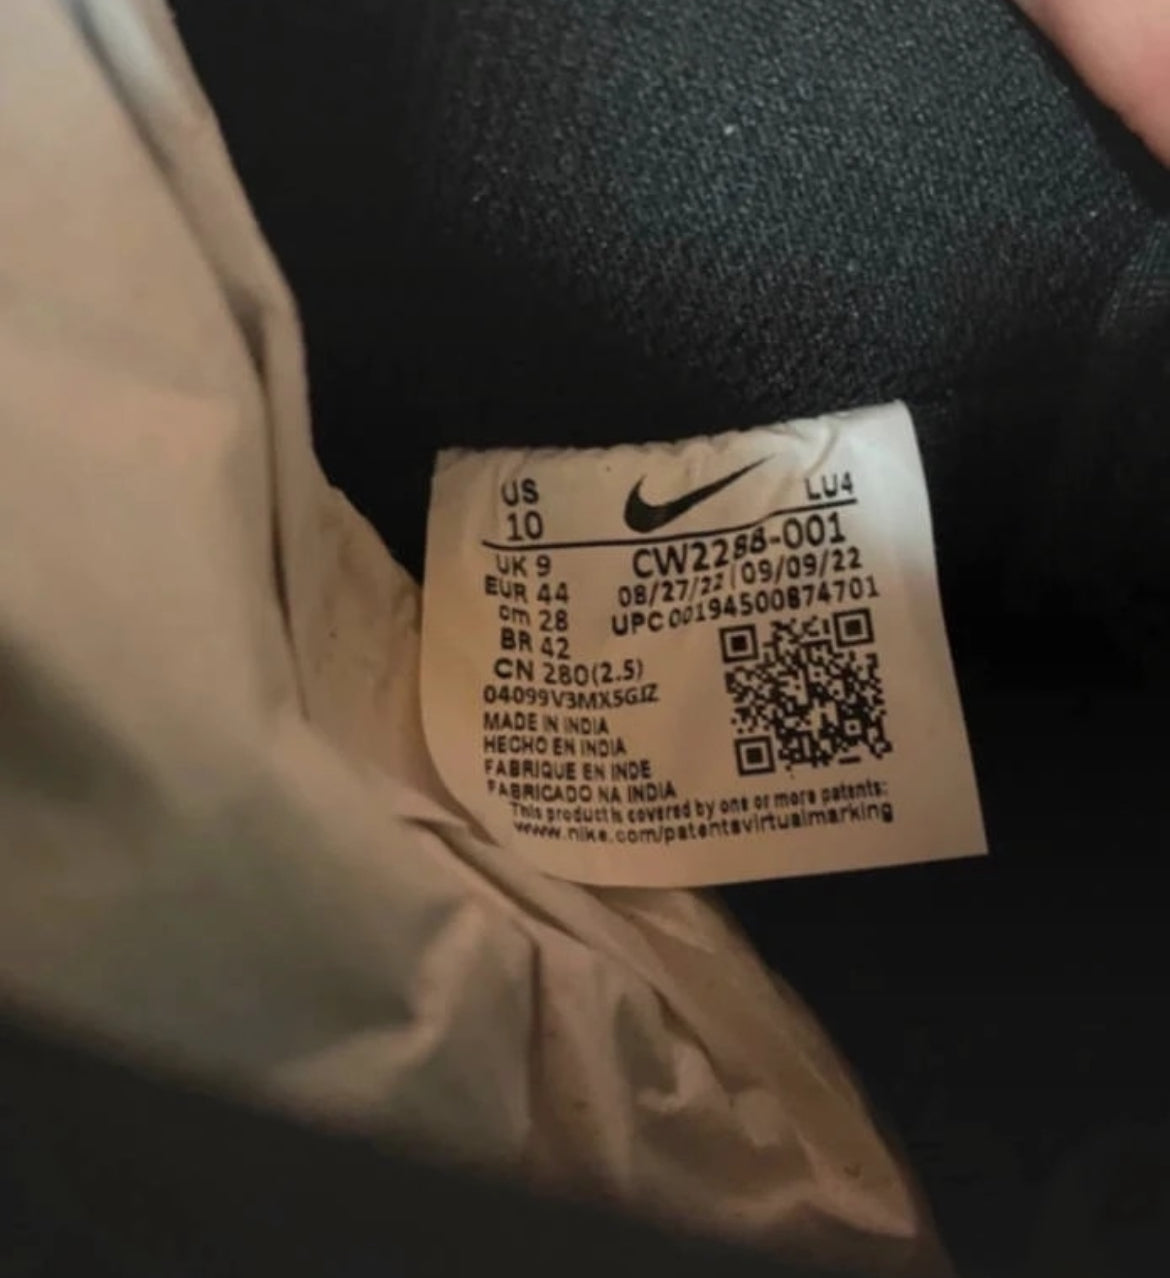 US
10
LU4
CW2288-001
UK 9
08/27/22 | 09/09/22
EUR 44
UPC 00194500874701
cm 28
BR 42
CN 280(2.5)
04099V3MX5GJZ
MADE IN INDIA
HECHO EN INDIA
FABRIQUE EN INDE
FABRICADO NA INDIA
This product is covered by one or more patents:
www.nike.com/patentsvirtualmarking